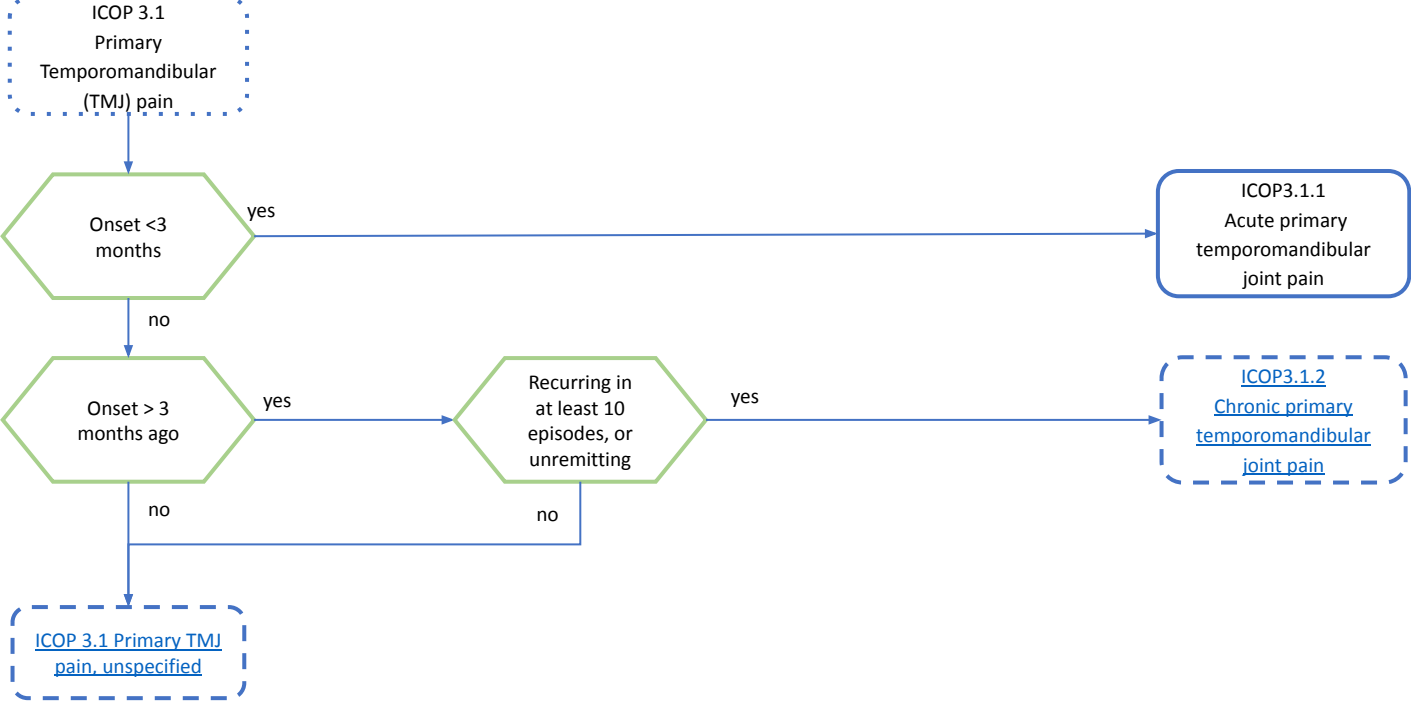 ICOP 3.1
Primary
Temporomandibular
(TMJ) pain
Onset <3
months
yes
ICOP3.1.1
Acute primary
temporomandibular
joint pain
no
Onset > 3
months ago
yes
Recurring in
at least 10
episodes, or
unremitting
yes
ICOP3.1.2
Chronic primary
temporomandibular
joint pain
no
no
ICOP 3.1 Primary TMJ
pain, unspecified